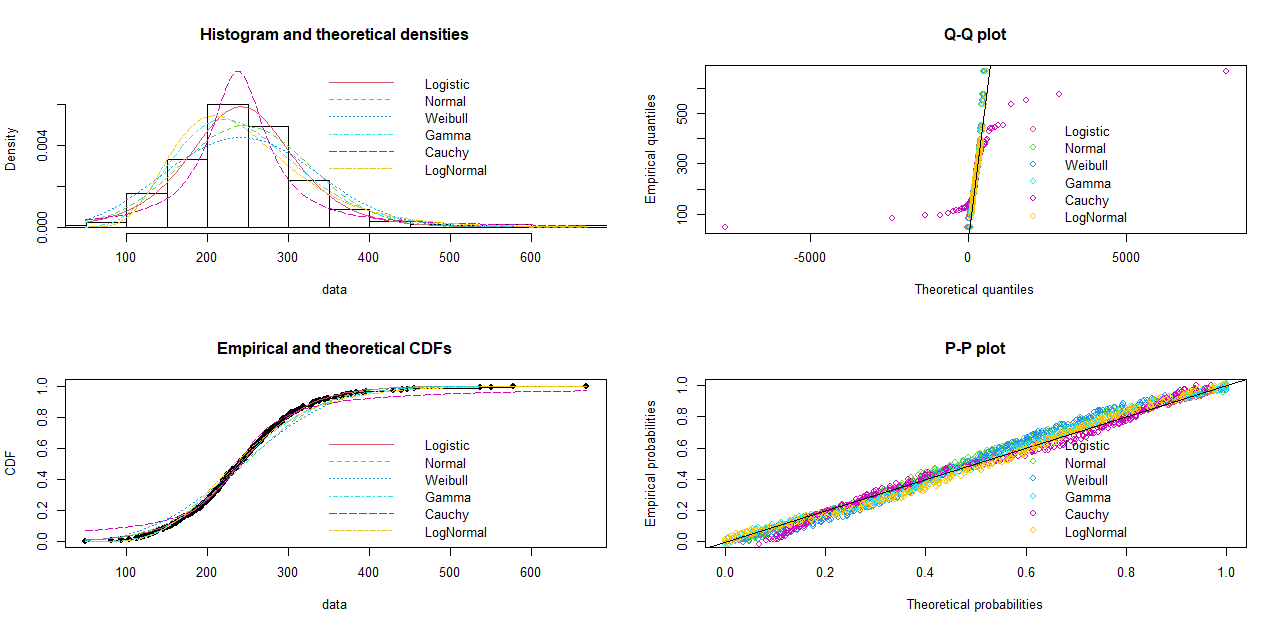 Histogram and theoretical densities
Density
0.000
0.004
Logistic
Normal
Weibull
Gamma
Cauchy
LogNormal
100 200 300 400 500 600
data
Q-Q plot
Empirical quantiles
100
300
500
Logistic
Normal
Weibull
Gamma
Cauchy
LogNormal
-5000 0 5000
Theoretical quantiles
Empirical and theoretical CDFs
CDF
0.0
0.2
0.4
0.6
0.8
1.0
Logistic
Normal
Weibull
Gamma
Cauchy
LogNormal
100 200 300 400 500 600
data
P-P plot
Empirical probabilities
0.0
0.2
0.4
0.6
0.8
1.0
Logistic
Normal
Weibull
Gamma
Cauchy
LogNormal
0.0 0.2 0.4 0.6 0.8 1.0
Theoretical probabilities